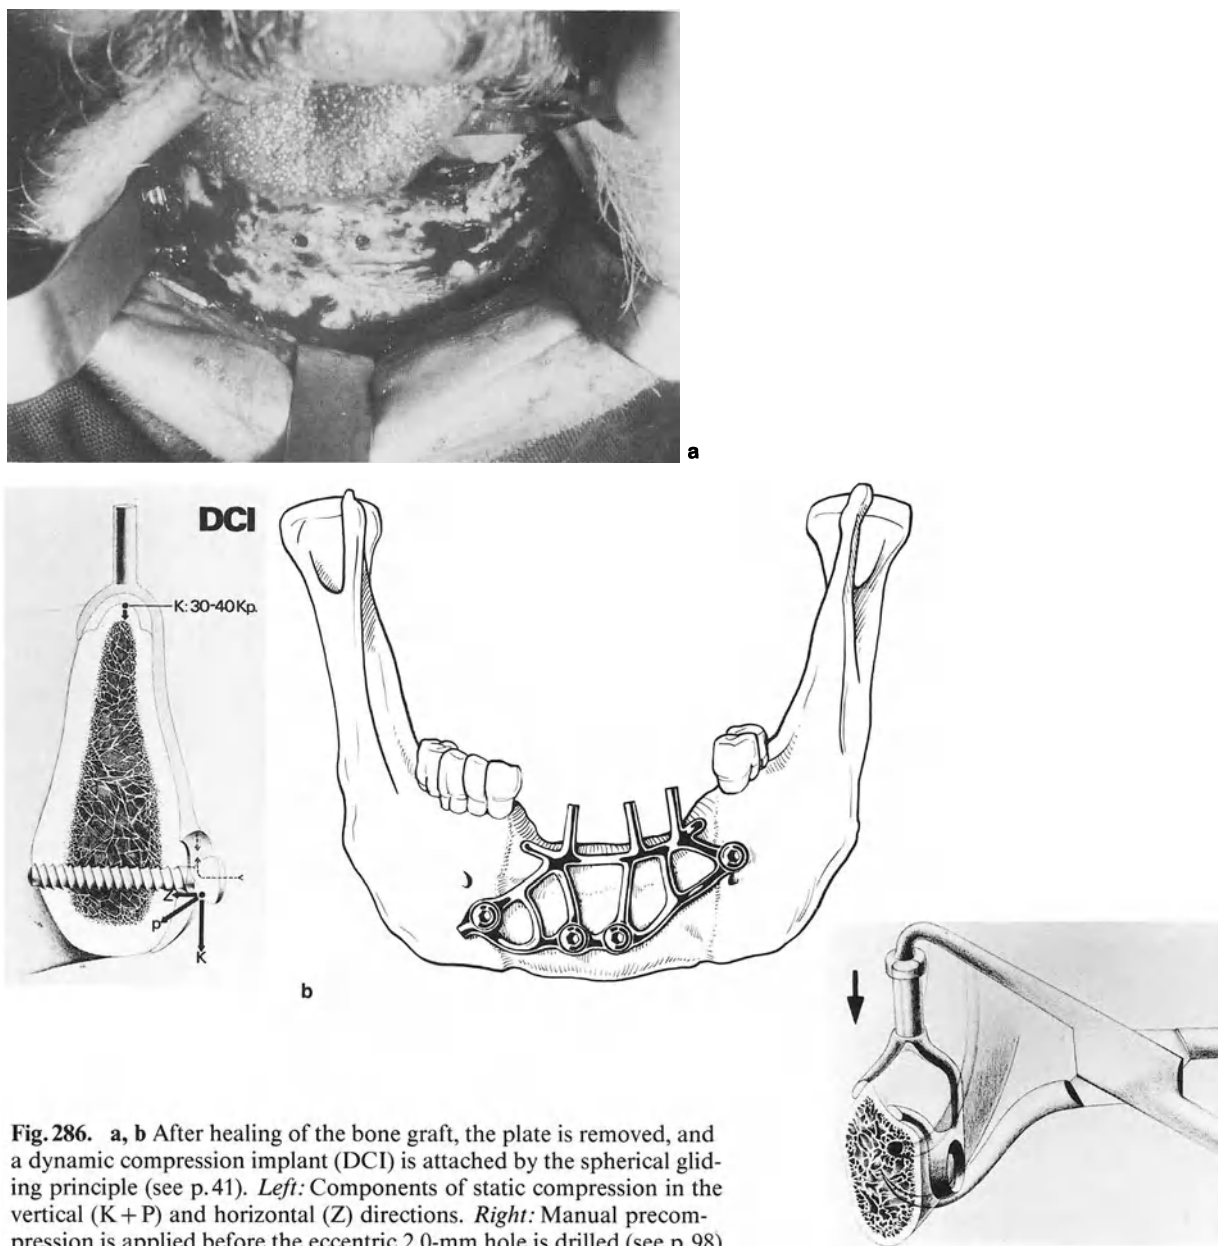 a
DCI
K: 30-40 Kp.
Z
P
K
b
Fig. 286. a, b After healing of the bone graft, the plate is removed, and
a dynamic compression implant (DCI) is attached by the spherical glid-
ing principle (see p. 41). Left: Components of static compression in the
vertical (K + P) and horizontal (Z) directions. Right: Manual precom-
pression is applied before the eccentric 2.0-mm hole is drilled (see p. 98)